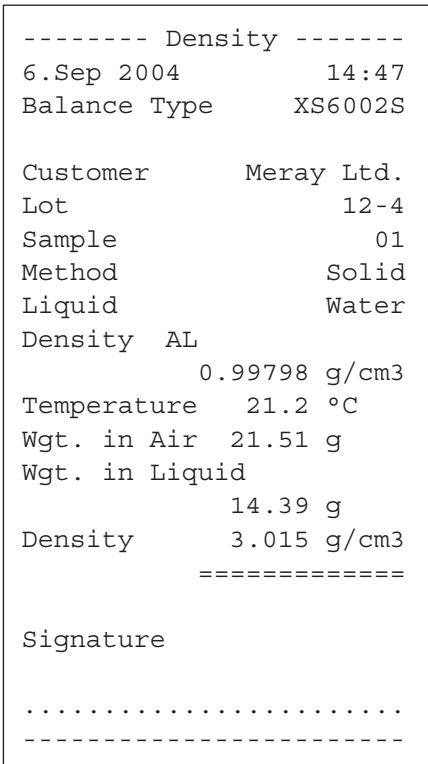 -------- Density -------
6.Sep 2004         14:47
Balance Type     XS6002S
Customer      Meray Ltd.
Lot                 12-4
Sample                01
Method             Solid
Liquid             Water
Density  AL
           0.99798 g/cm3
Temperature   21.2 °C
Wgt. in Air 21.51 g
Wgt. in Liquid
             14.39 g
Density      3.015 g/cm3
           =============
Signature
........................
------------------------